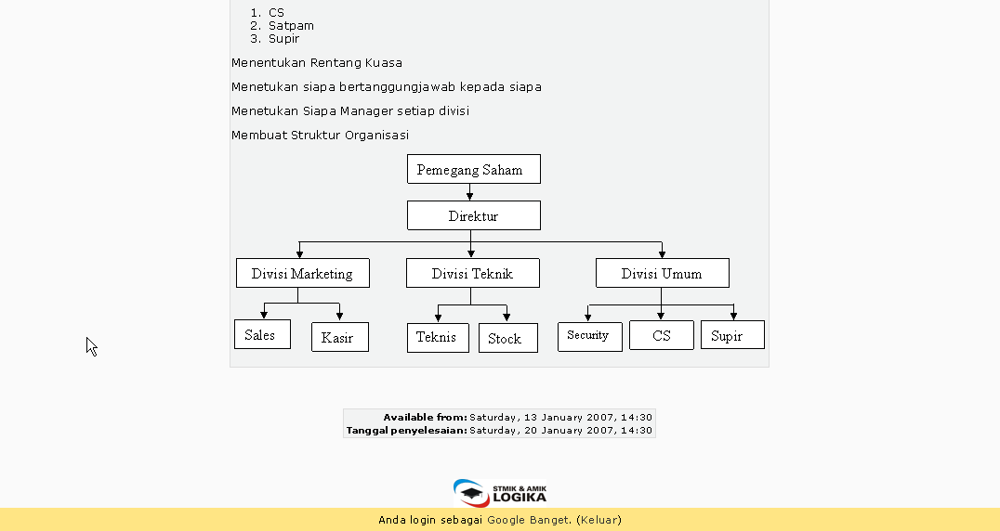 1. CS
2. Satpam
3. Supir
Menentukan Rentang Kuasa
Menetukan siapa bertanggungjawab kepada siapa
Menetukan Siapa Manager setiap divisi
Membuat Struktur Organisasi
Pemegang Saham
Direktur
Divisi Marketing
Divisi Teknik
Divisi Umum
Sales
Kasir
Teknis
Stock
Security
CS
Supir
Available from: Saturday, 13 January 2007, 14:30
Tanggal penyelesaian: Saturday, 20 January 2007, 14:30
STMIK & AMIK
LOGIKA
Anda login sebagai Google Banget. (Keluar)